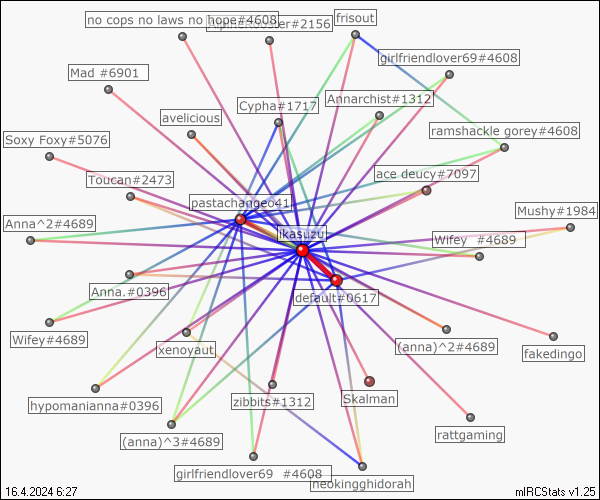 no cops no laws no hope#4608
AlpineRooster#2156
frisout
girlfriendlover69#4608
Mad #6901
Cypha#1717
Annarchist#1312
avelicious
ramshackle gorey#4608
Soxy Foxy#5076
Toucan#2473
ace deucy#7097
pastachangeo41
Mushy#1984
Anna^2#4689
ikasuzu
Wifey #4689
Anna.#0396
default#0617
Wifey#4689
xenoyaut
(anna)^2#4689
fakedingo
hypomanianna#0396
zibbits#1312
Skalman
(anna)^3#4689
rattgaming
girlfriendlover69 #4608
neokingghidorah
16.4.2024 6:27
mIRCStats v1.25